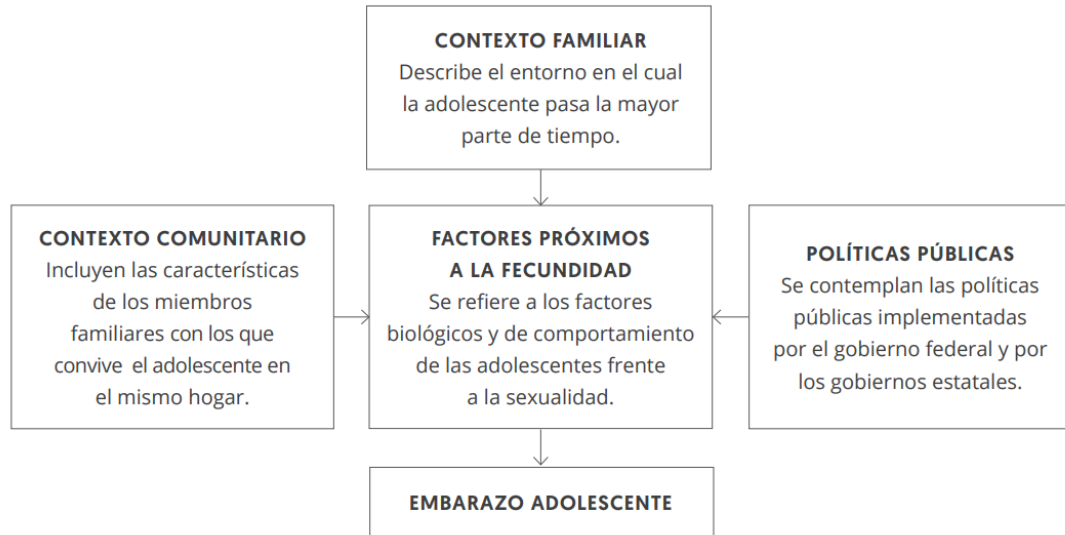 CONTEXTO FAMILIAR
Describe el entorno en el cual
la adolescente pasa la mayor
parte de tiempo.
CONTEXTO COMUNITARIO
Incluyen las características
de los miembros
familiares con los que
convive el adolescente en
el mismo hogar.
FACTORES PRÓXIMOS
A LA FECUNDIDAD
Se refiere a los factores
biológicos y de comportamiento
de las adolescentes frente
a la sexualidad.
POLÍTICAS PÚBLICAS
Se contemplan las políticas
públicas implementadas
por el gobierno federal y por
los gobiernos estatales.
EMBARAZO ADOLESCENTE